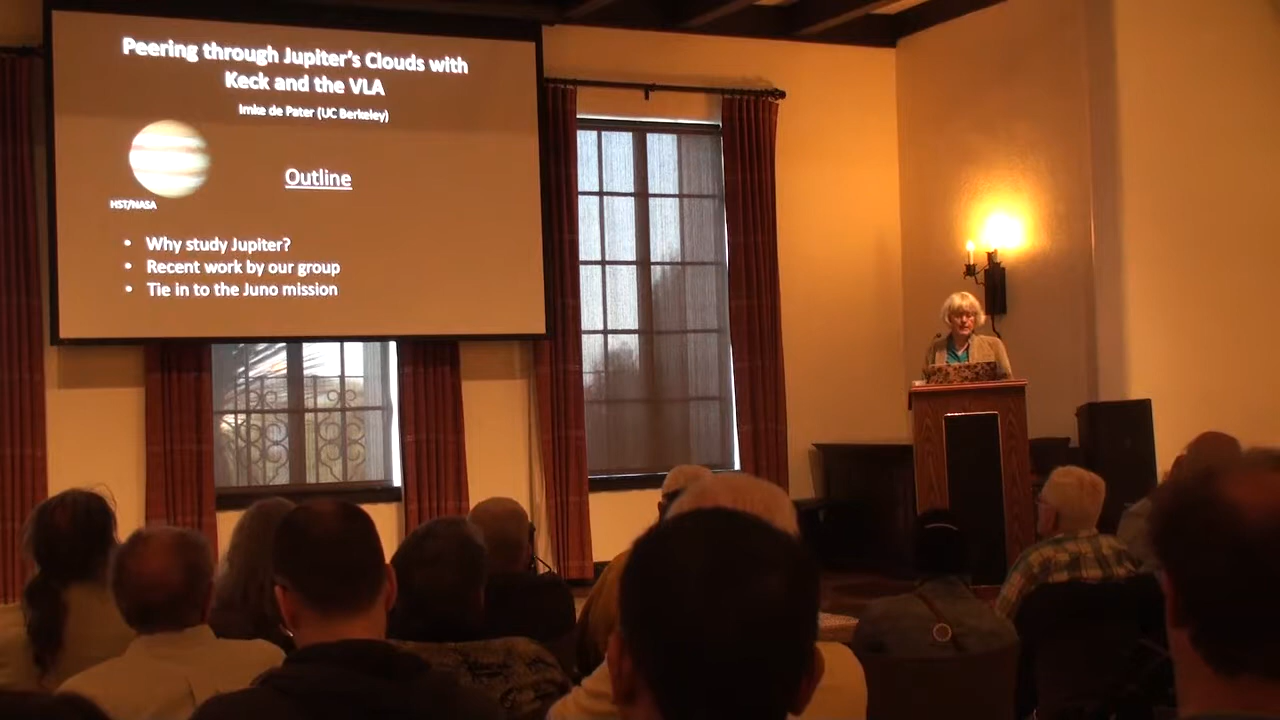 Peering through Jupiter's Clouds with
Keck and the VLA
Imke de Pater (UC Berkeley)
Outline
HST/NASA
• Why study Jupiter?
• Recent work by our group
• Tie in to the Juno mission